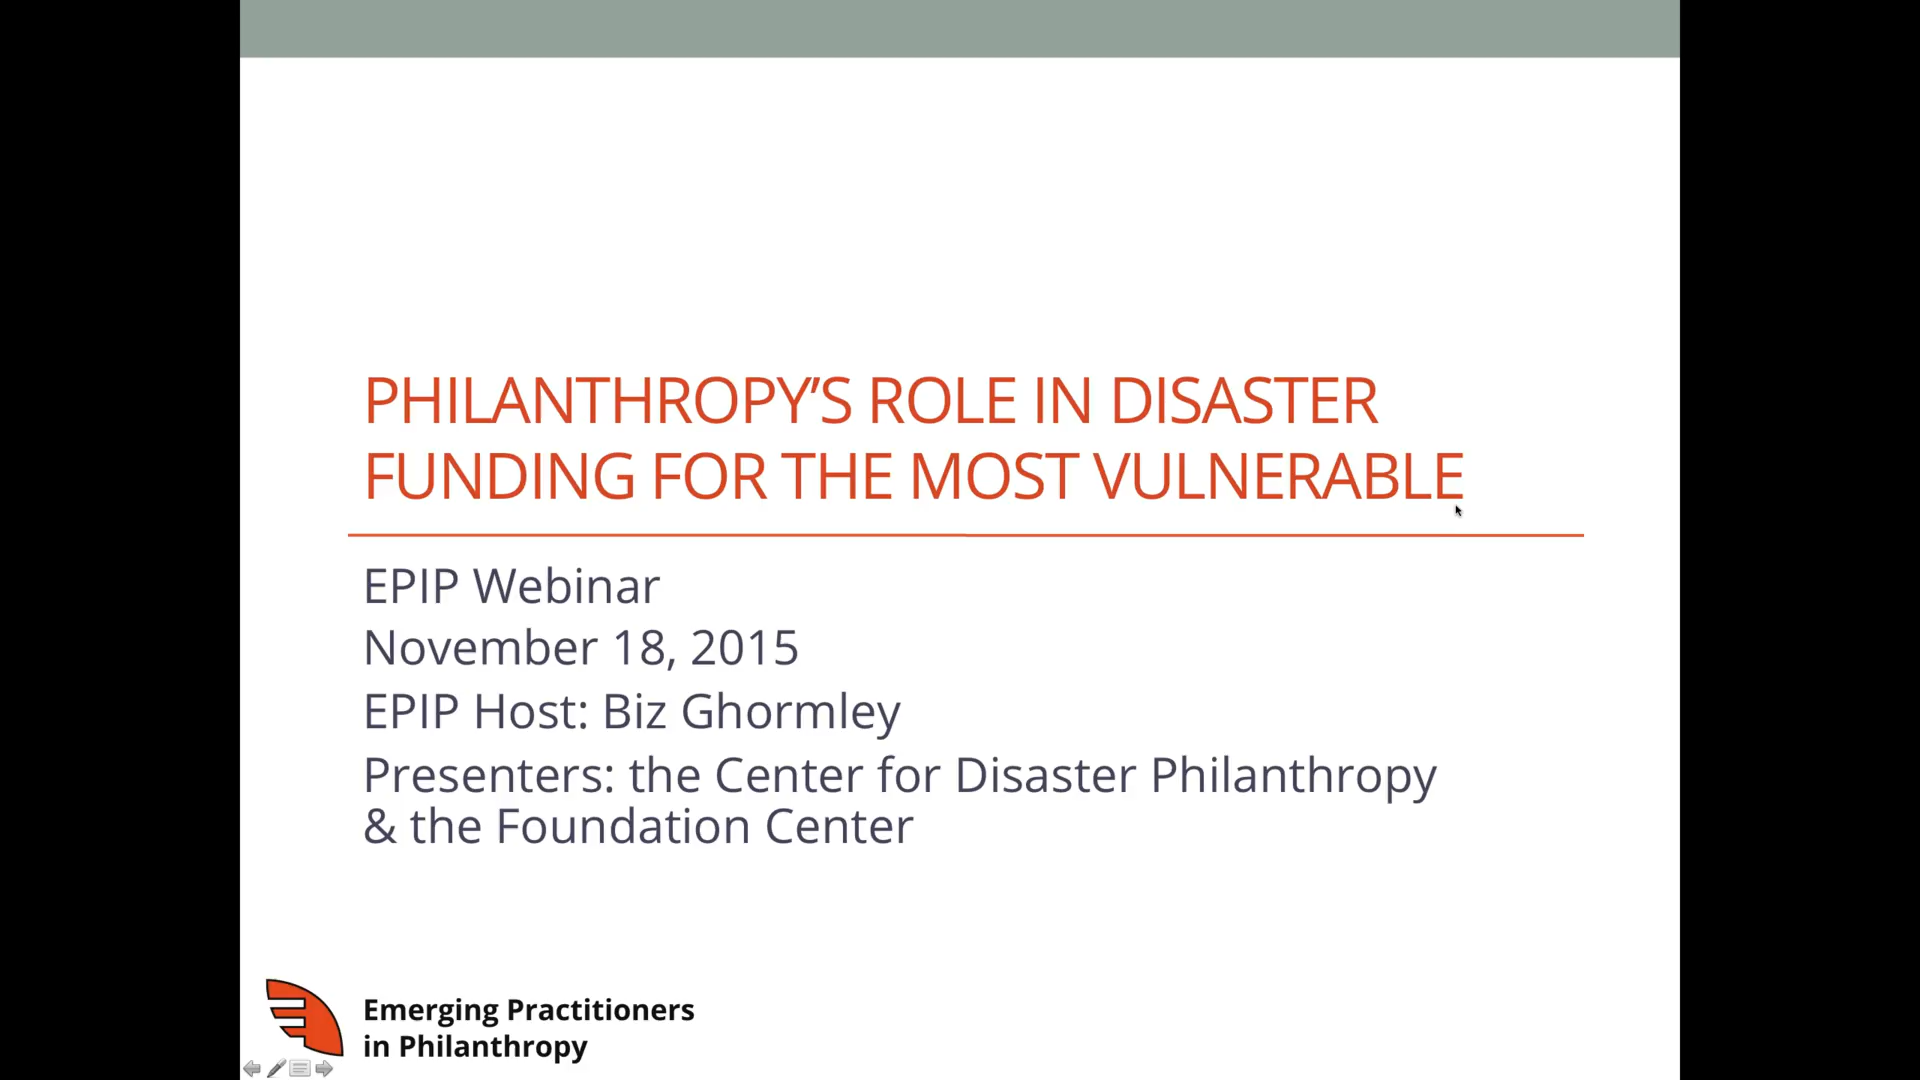 PHILANTHROPY’S ROLE IN DISASTER
FUNDING FOR THE MOST VULNERABLE
EPIP Webinar
November 18, 2015
EPIP Host: Biz Ghormley
Presenters: the Center for Disaster Philanthropy
& the Foundation Center
Emerging Practitioners
in Philanthropy